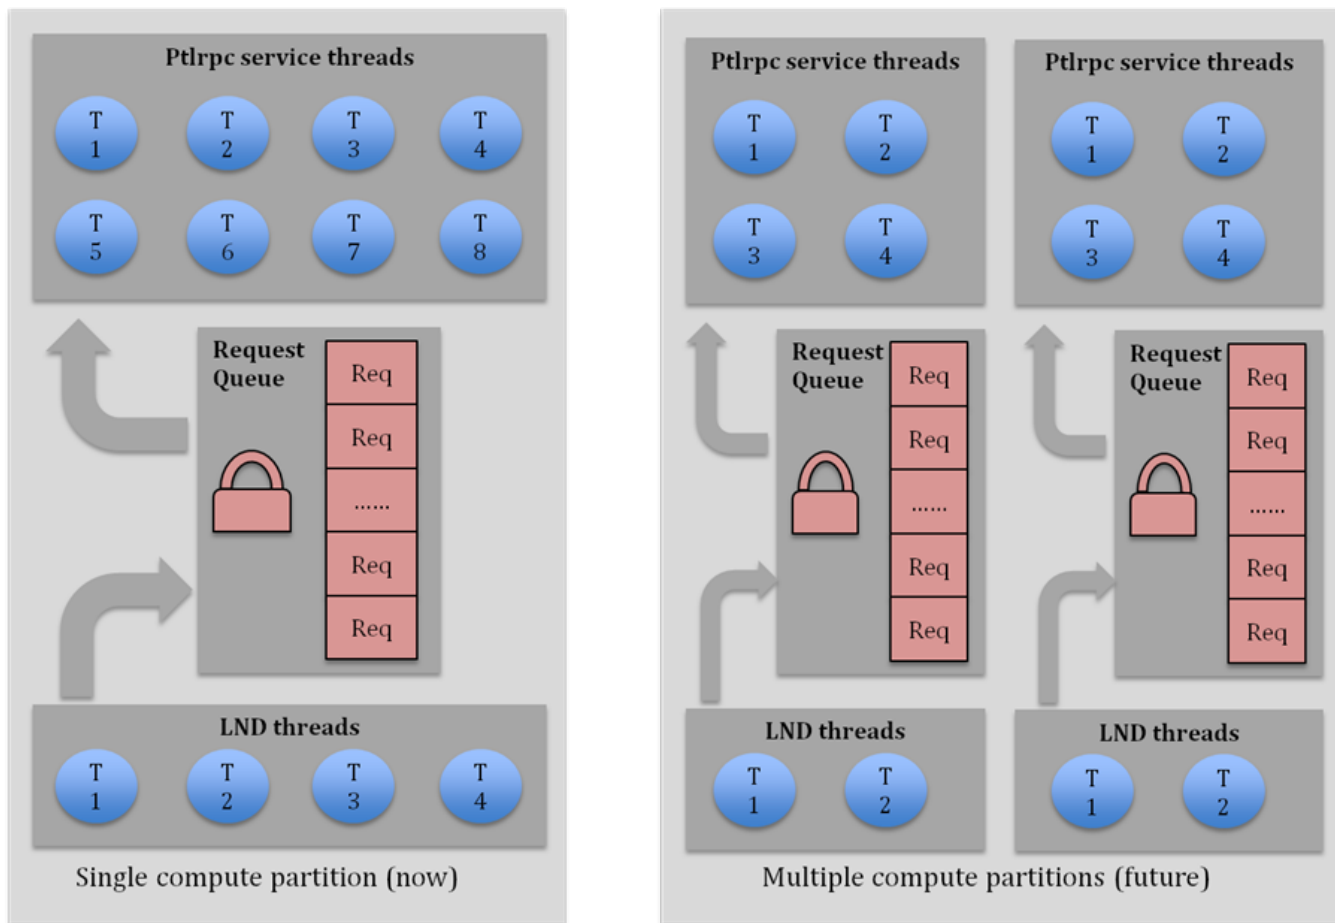 Ptlrpc service threads
T
1
T
2
T
3
T
4
T
5
T
6
T
7
T
8
Request
Queue
Req
Req
......
Req
Req
LND threads
T
1
T
2
T
3
T
4
Single compute partition (now)
Ptlrpc service threads
T
1
T
2
T
3
T
4
Request
Queue
Req
Req
......
Req
Req
LND threads
T
1
T
2
Ptlrpc service threads
T
1
T
2
T
3
T
4
Request
Queue
Req
Req
......
Req
Req
LND threads
T
1
T
2
Multiple compute partitions (future)